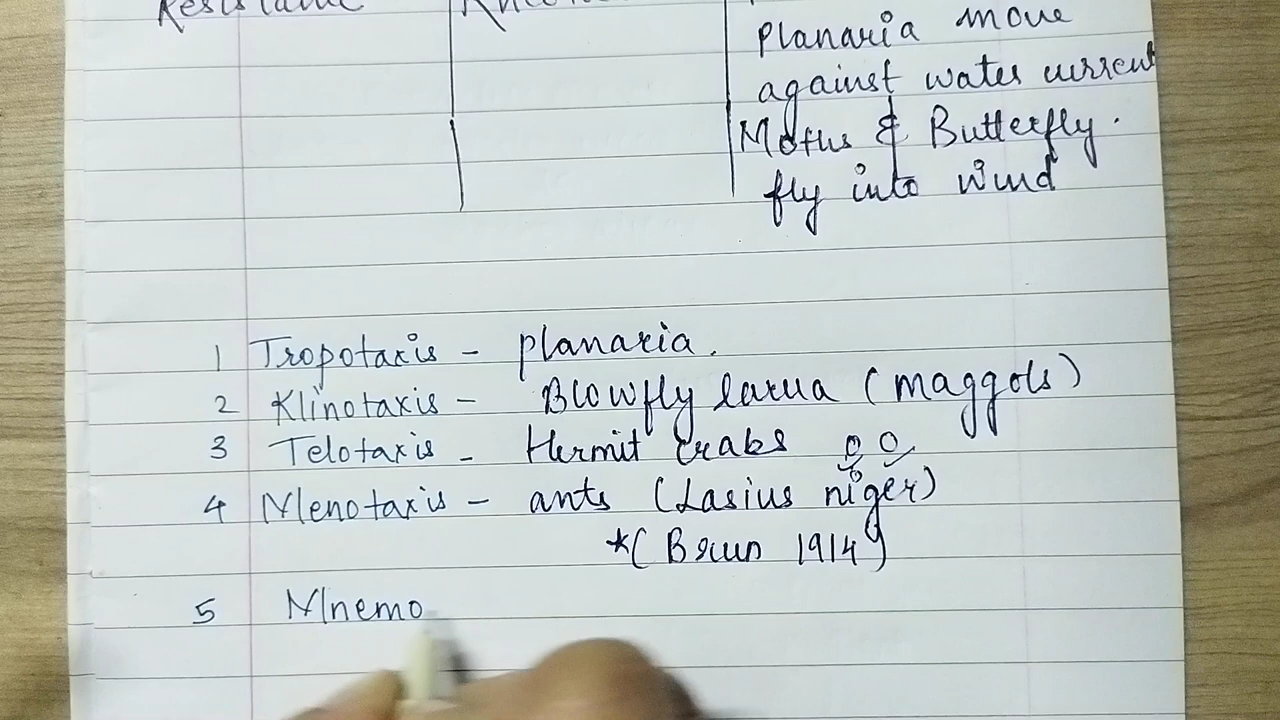 planaria move
against water current
Moths & Butterfly.
fly into wind
1 Tropotaxis - planaria.
2 Klinotaxis - Blowfly larva (maggots)
3 Telotaxis - Hermit crabs
4 Menotaxis - ants (Lasius niger)
*(Brun 1914)
5 Mnemo